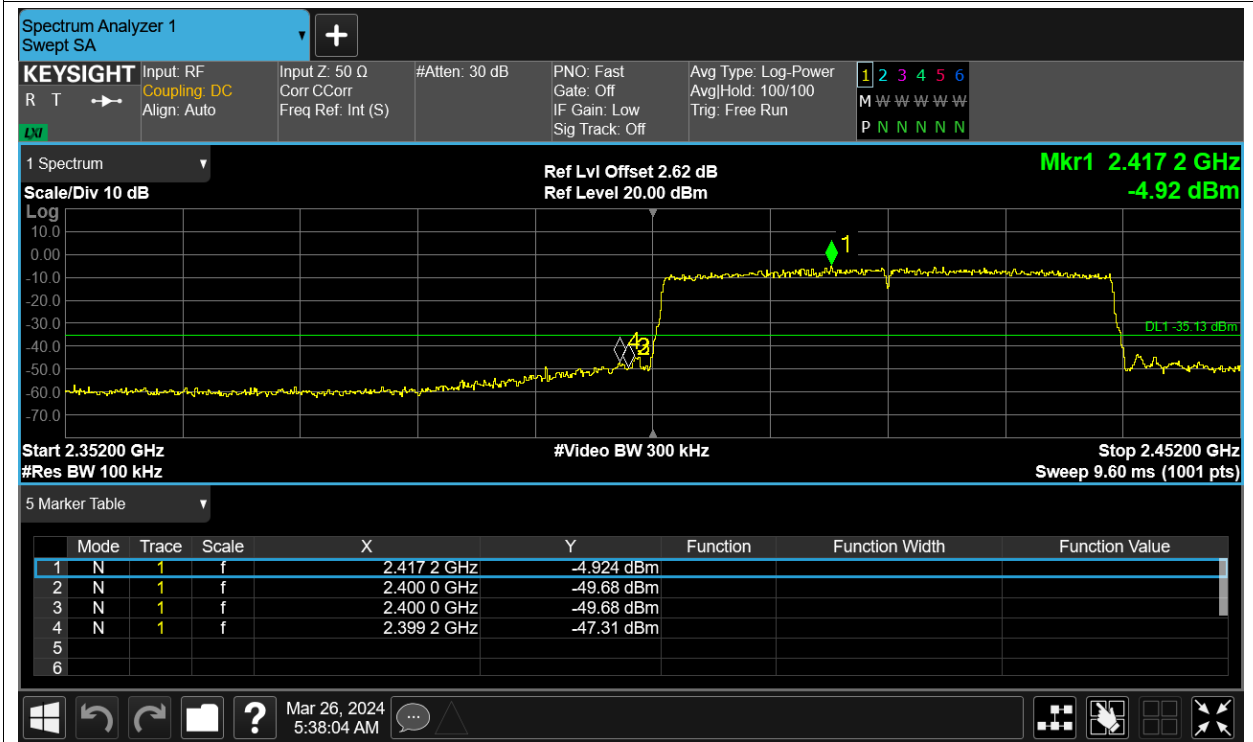 Spectrum Analyzer 1
Swept SA
+
KEYSIGHT
R T
LXI
Input: RF
Coupling: DC
Align: Auto
Input Z: 50 Ω
Corr CCorr
Freq Ref: Int (S)
#Atten: 30 dB
PNO: Fast
Gate: Off
IF Gain: Low
Sig Track: Off
Avg Type: Log-Power
Avg|Hold: 100/100
Trig: Free Run
1 2 3 4 5 6
M W W W W W
P N N N N N
1 Spectrum
Scale/Div 10 dB
Ref Lvl Offset 2.62 dB
Ref Level 20.00 dBm
Mkr1 2.417 2 GHz
-4.92 dBm
Log
10.0
0.00
-10.0
-20.0
-30.0
-40.0
-50.0
-60.0
-70.0
1
4
2
DL1 -35.13 dBm
Start 2.35200 GHz
#Video BW 300 kHz
Stop 2.45200 GHz
#Res BW 100 kHz
Sweep 9.60 ms (1001 pts)
5 Marker Table
Mode Trace Scale X Y Function Function Width Function Value
1 N 1 f 2.417 2 GHz -4.924 dBm
2 N 1 f 2.400 0 GHz -49.68 dBm
3 N 1 f 2.400 0 GHz -49.68 dBm
4 N 1 f 2.399 2 GHz -47.31 dBm
5
6
?
Mar 26, 2024
5:38:04 AM